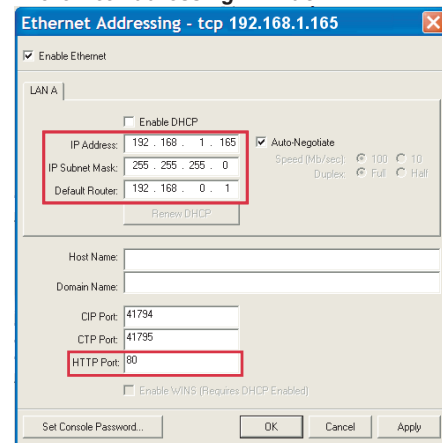 Ethernet Addressing - tcp 192.168.1.165
Enable Ethernet
LAN A
Enable DHCP
IP Address: 192 . 168 . 1 . 165 Auto-Negotiate
IP Subnet Mask: 255 . 255 . 255 . 0 Speed (Mb/sec): 100 10
Default Router: 192 . 168 . 0 . 1 Duplex: Full Half
Renew DHCP
Host Name:
Domain Name:
CIP Port: 41794
CTP Port: 41795
HTTP Port: 80
Enable WINS (Requires DHCP Enabled)
Set Console Password... OK Cancel Apply